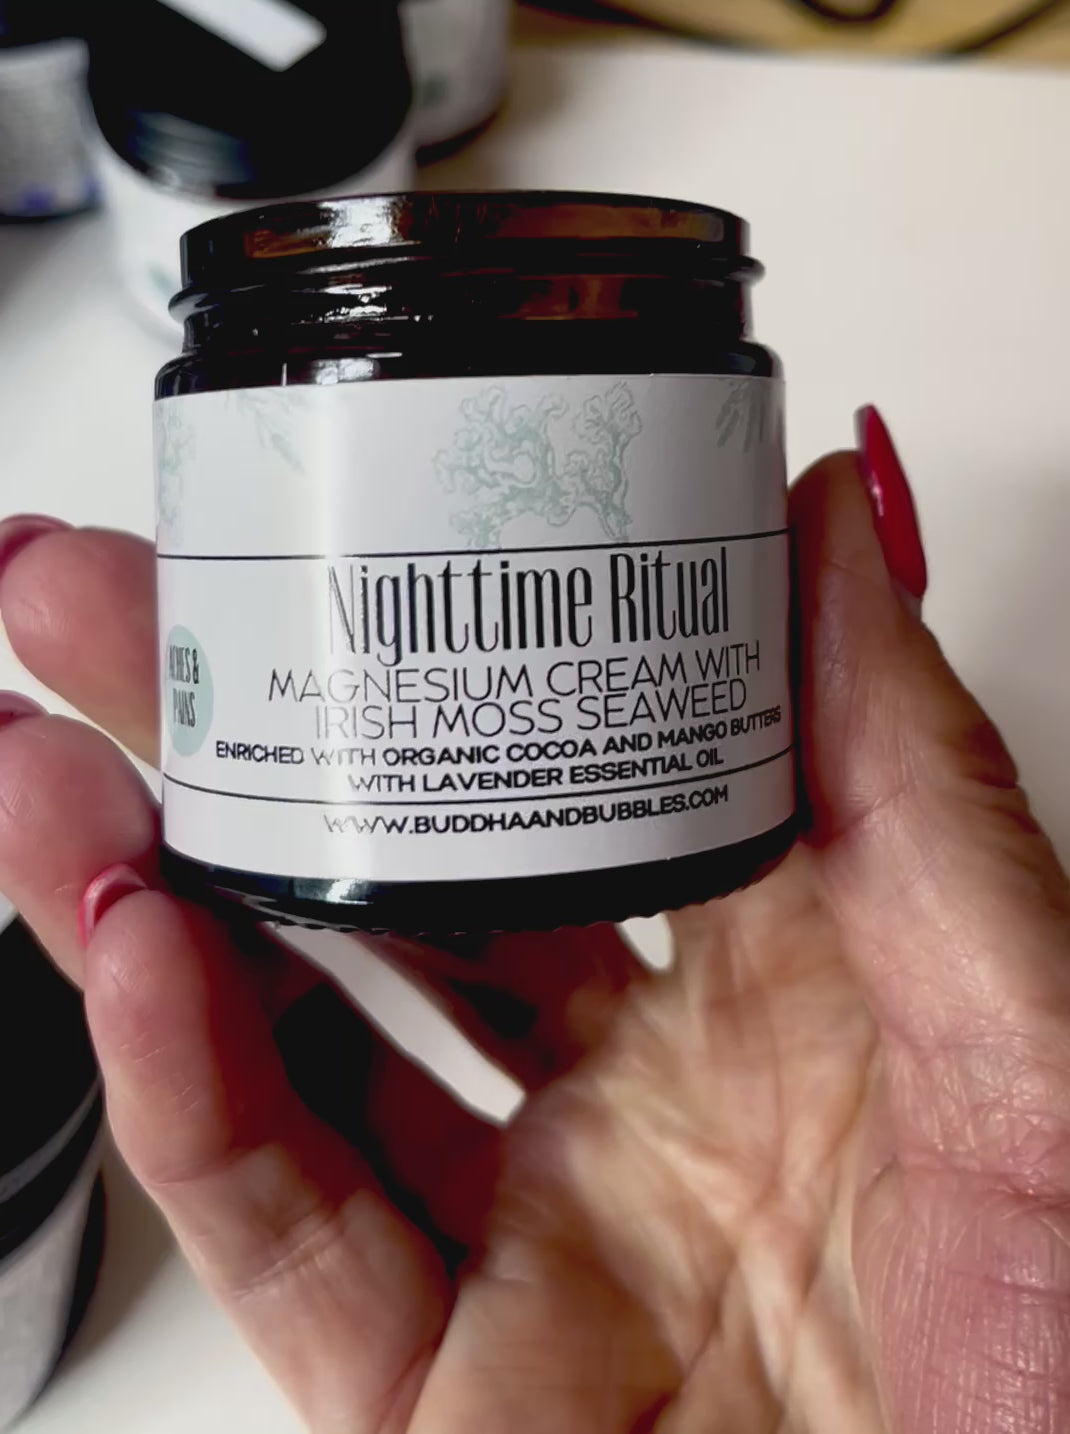 Nighttime Ritual
MAGNESIUM CREAM WITH
IRISH MOSS SEAWEED
ENRICHED WITH ORGANIC COCOA AND MANGO BUTTERS
WITH LAVENDER ESSENTIAL OIL
WWW.BUDDHAANDBUBBLES.COM
ACHES &
PAINS